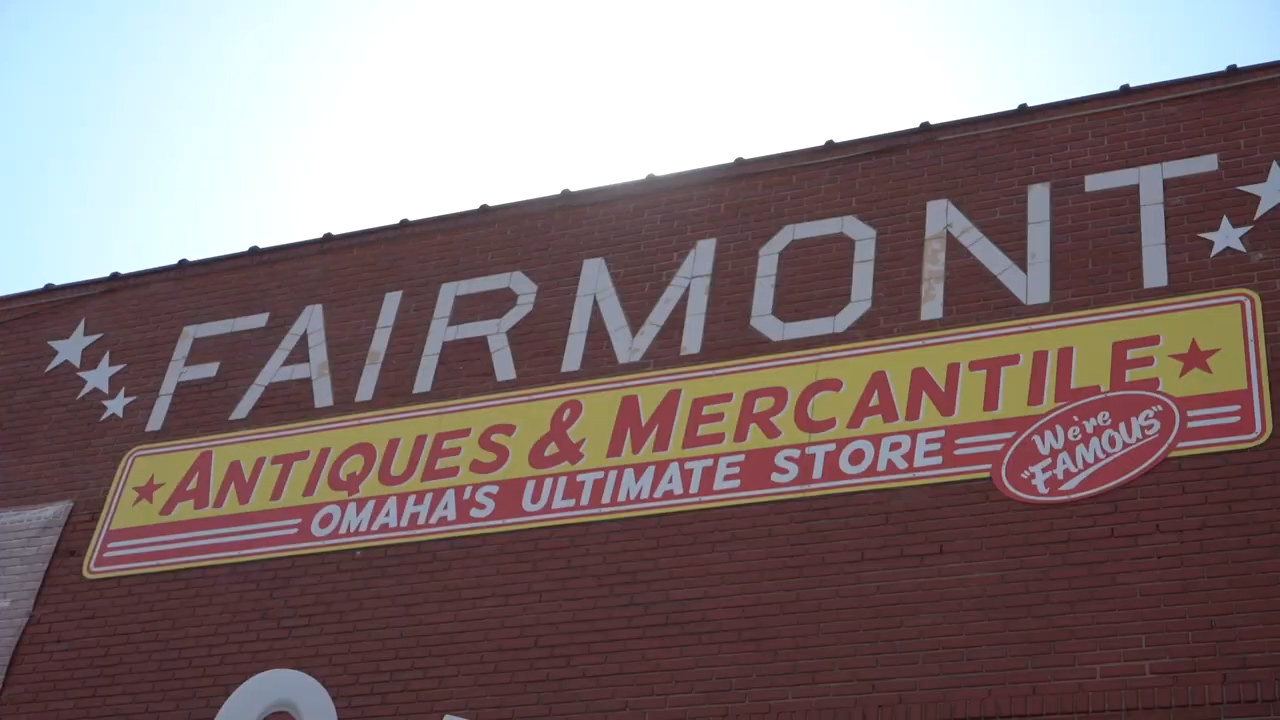 FAIRMONT
ANTIQUES & MERCANTILE
OMAHA'S ULTIMATE STORE
We're
"FAMOUS"